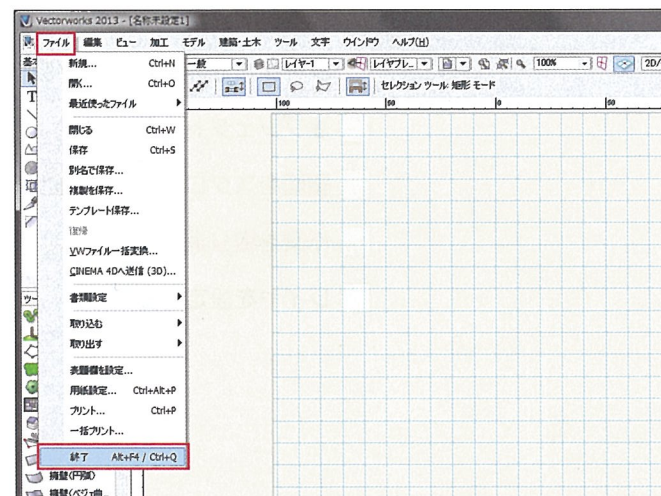 Vectorworks 2013 - [名称未設定1]
ファイル 編集 ビュー 加工 モデル 建築・土木 ツール 文字 ウインドウ ヘルプ(H)
一般 レイヤ-1 100% 2D/
セレクション ツール: 矩形 モード
100 50 0 50
新規... Ctrl+N
開く... Ctrl+O
最近使ったファイル
閉じる Ctrl+W
保存 Ctrl+S
別名で保存...
複製を保存...
テンプレート保存...
復帰
VWファイル一括変換...
CINEMA 4Dへ送信 (3D)...
書類設定
取り込む
取り出す
表題欄を設定...
用紙設定... Ctrl+Alt+P
プリント... Ctrl+P
一括プリント...
終了 Alt+F4 / Ctrl+Q
擁壁(円弧)